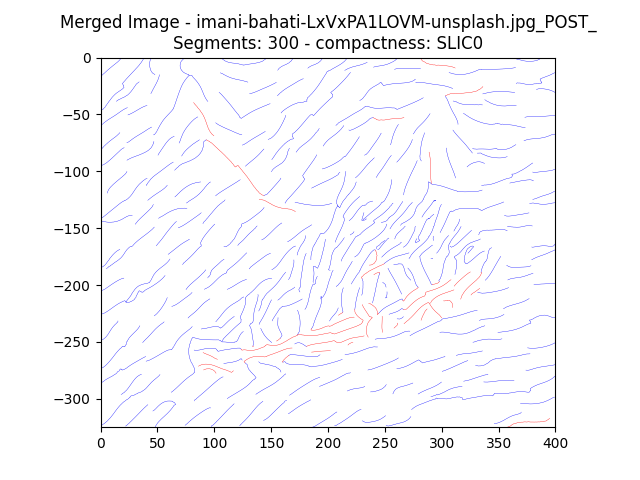 Merged Image - imani-bahati-LxVxPA1LOVM-unsplash.jpg_POST_
Segments: 300 - compactness: SLIC0
0
−50
−100
−150
−200
−250
−300
0 50 100 150 200 250 300 350 400